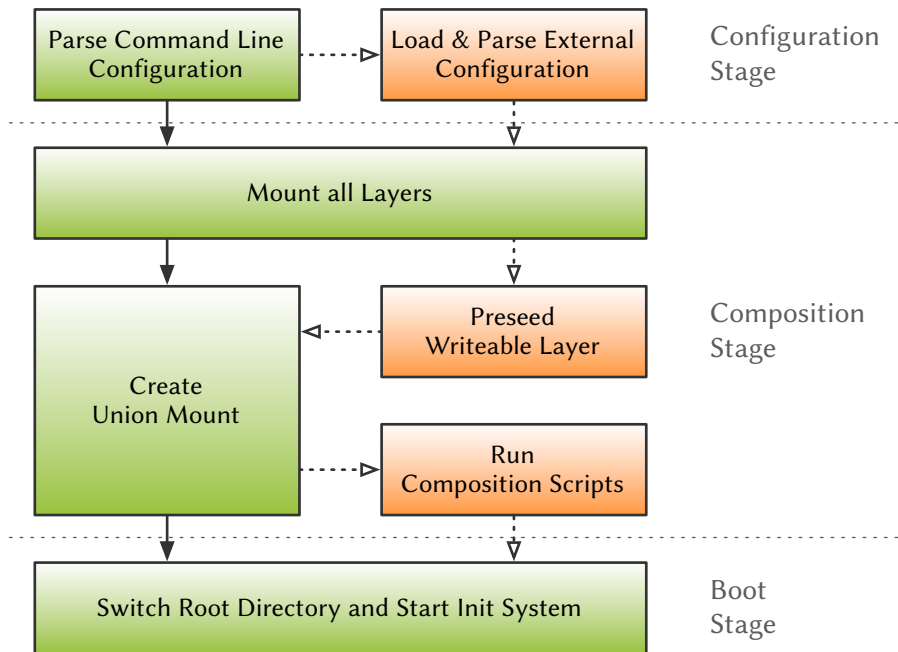 Parse Command Line
Configuration
Load & Parse External
Configuration
Configuration
Stage
Mount all Layers
Preseed
Writeable Layer
Composition
Stage
Create
Union Mount
Run
Composition Scripts
Switch Root Directory and Start Init System
Boot
Stage